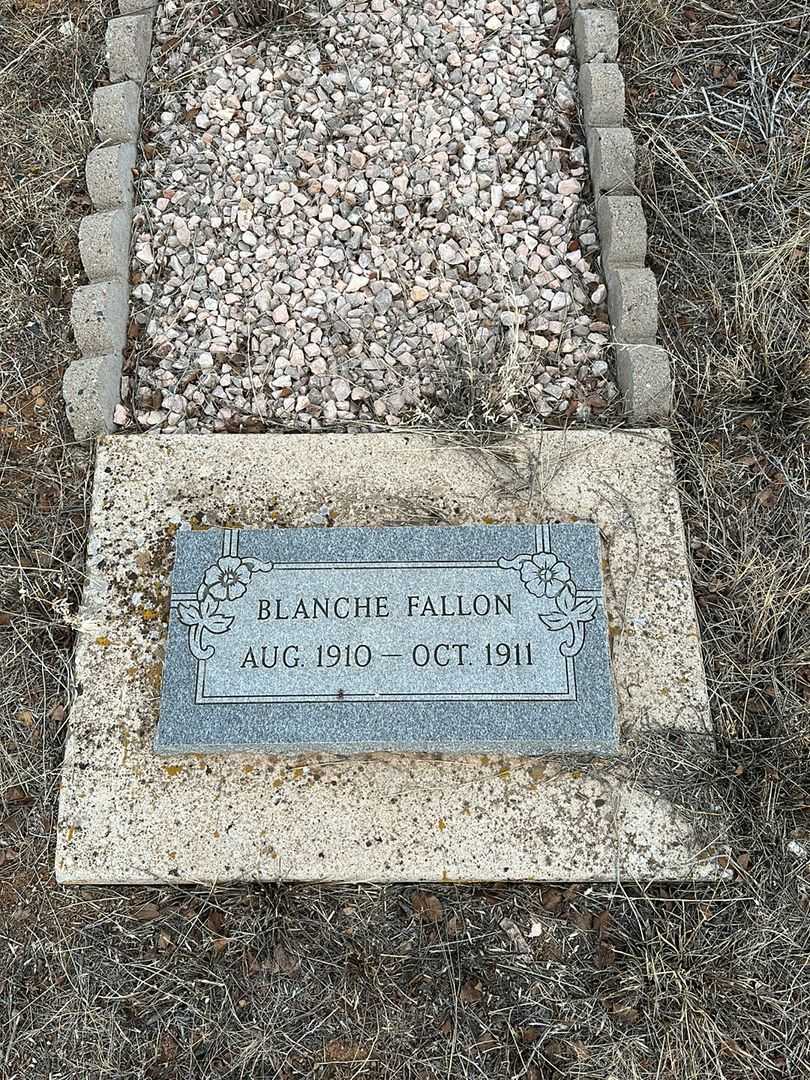 BLANCHE FALLON
AUG. 1910 – OCT. 1911